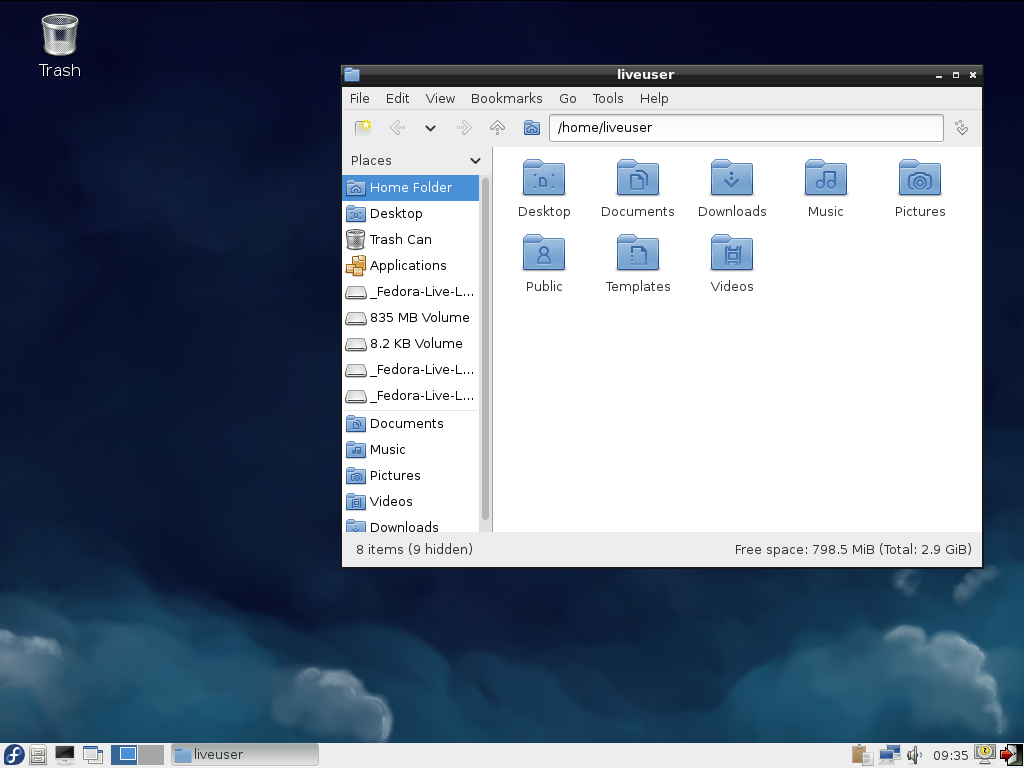 Trash
liveuser
File Edit View Bookmarks Go Tools Help
/home/liveuser
Places
Home Folder
Desktop
Trash Can
Applications
_Fedora-Live-L...
835 MB Volume
8.2 KB Volume
_Fedora-Live-L...
_Fedora-Live-L...
Documents
Music
Pictures
Videos
Downloads
Desktop Documents Downloads Music Pictures
Public Templates Videos
8 items (9 hidden) Free space: 798.5 MiB (Total: 2.9 GiB)
liveuser 09:35